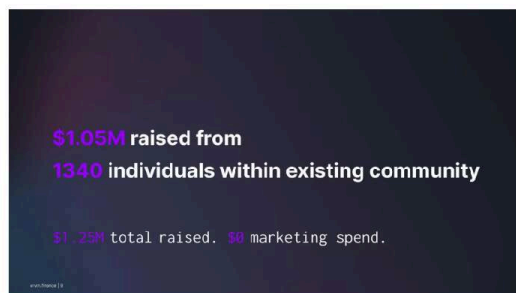 $1.05M raised from
1340 individuals within existing community
$1.25M total raised. $0 marketing spend.